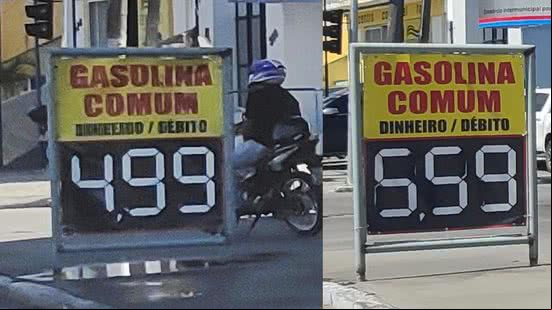 GASOLINA
COMUM
DINHEIRO / DÉBITO
4,99
GASOLINA
COMUM
DINHEIRO / DÉBITO
5,59